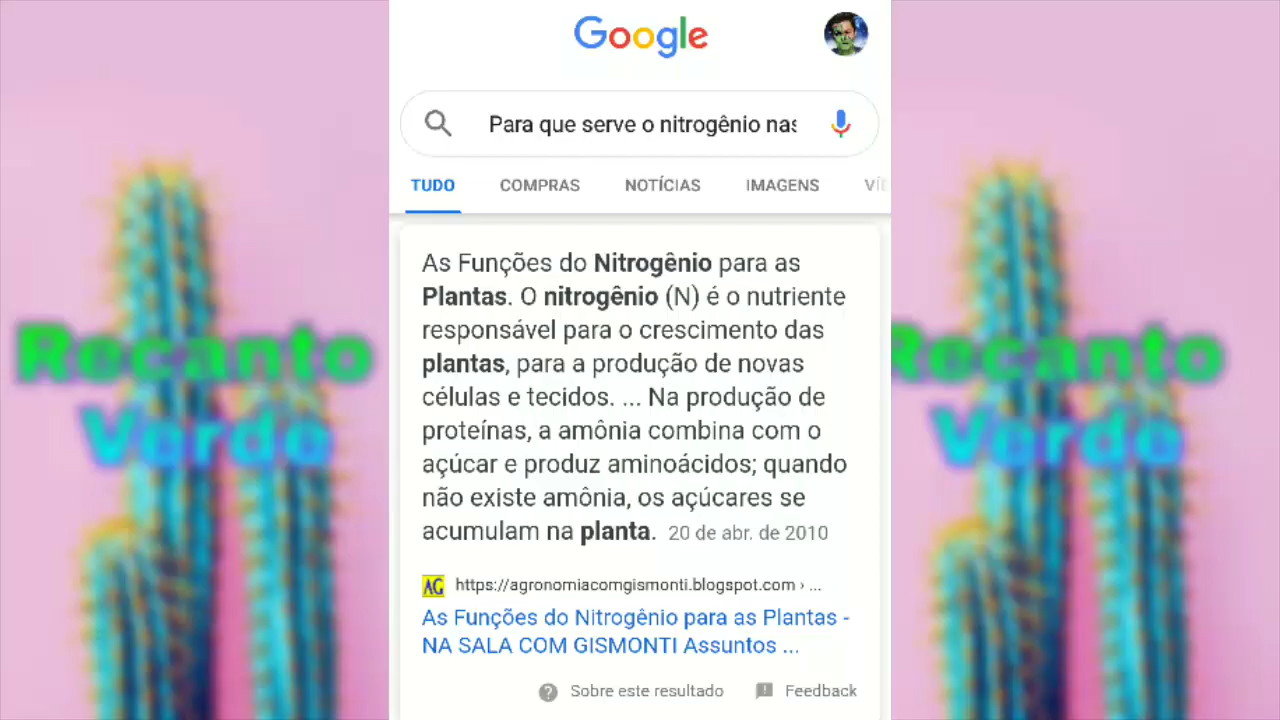 Google
Para que serve o nitrogênio nas
TUDO COMPRAS NOTÍCIAS IMAGENS VÍ
As Funções do Nitrogênio para as
Plantas. O nitrogênio (N) é o nutriente
responsável para o crescimento das
plantas, para a produção de novas
células e tecidos. ... Na produção de
proteínas, a amônia combina com o
açúcar e produz aminoácidos; quando
não existe amônia, os açúcares se
acumulam na planta. 20 de abr. de 2010
AG https://agronomiacomgismonti.blogspot.com › ...
As Funções do Nitrogênio para as Plantas -
NA SALA COM GISMONTI Assuntos ...
Sobre este resultado Feedback
Recanto
Verde
Recanto
Verde